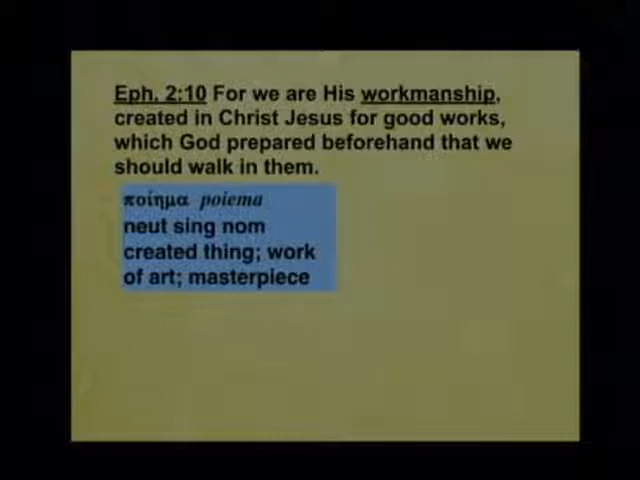 Eph. 2:10 For we are His workmanship,
created in Christ Jesus for good works,
which God prepared beforehand that we
should walk in them.
ποίημα poiema
neut sing nom
created thing; work
of art; masterpiece